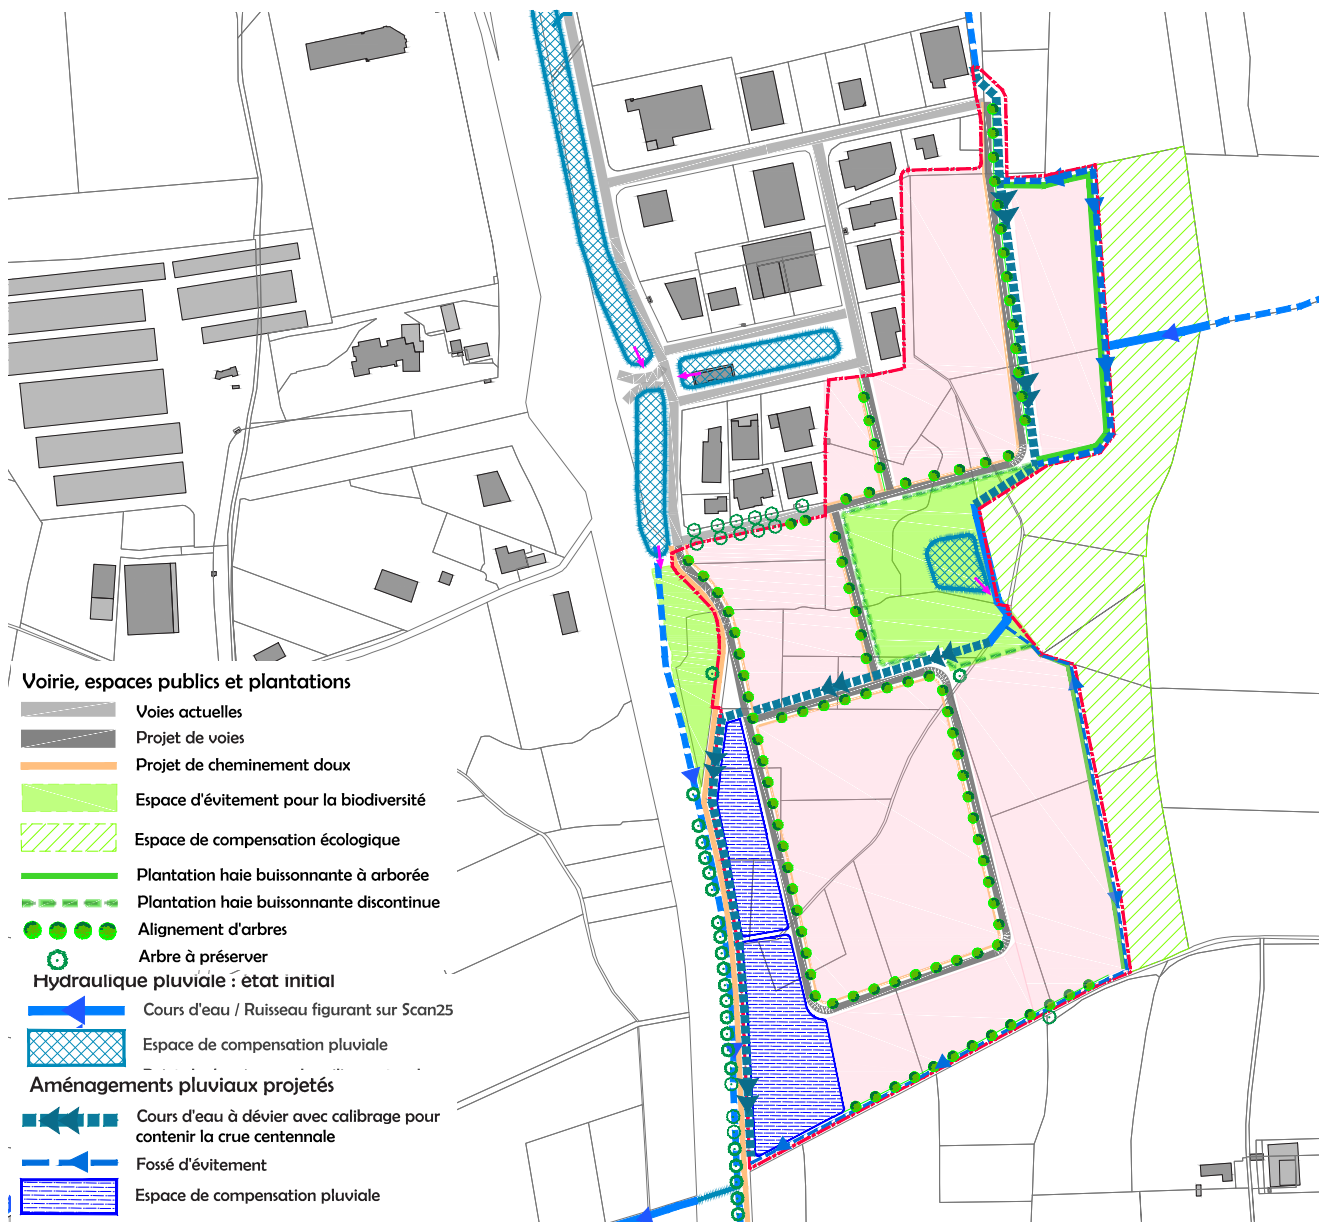 Voirie, espaces publics et plantations
Voies actuelles
Projet de voies
Projet de cheminement doux
Espace d'évitement pour la biodiversité
Espace de compensation écologique
Plantation haie buissonnante à arborée
Plantation haie buissonnante discontinue
Alignement d'arbres
Arbre à préserver
Hydraulique pluviale : état initial
Cours d'eau / Ruisseau figurant sur Scan25
Espace de compensation pluviale
Aménagements pluviaux projetés
Cours d'eau à dévier avec calibrage pour
contenir la crue centennale
Fossé d'évitement
Espace de compensation pluviale